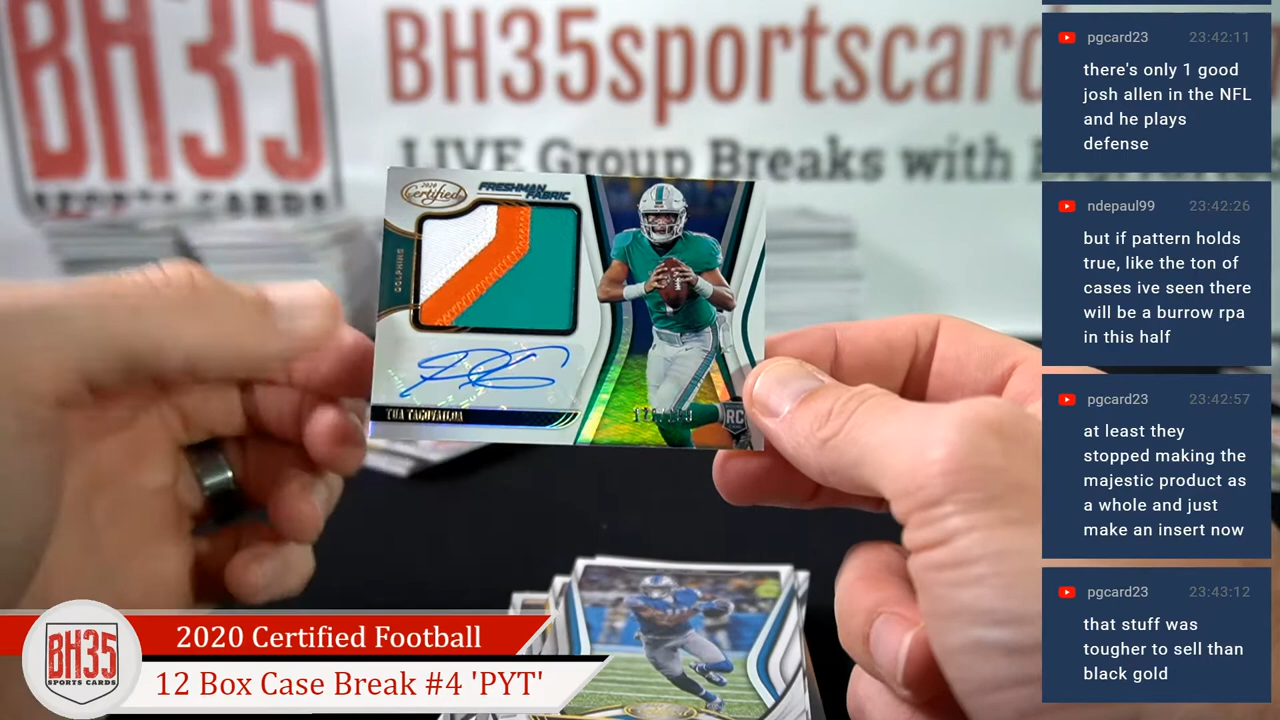 BH35
SPORTS CARDS
BH35sportscard
LIVE Group Breaks with
2020
Certified
FRESHMAN
FABRIC
DOLPHINS
TUA TAGOVAILOA
RC
BH35
SPORTS CARDS
2020 Certified Football
12 Box Case Break #4 'PYT'
pgcard23 23:42:11
there's only 1 good
josh allen in the NFL
and he plays
defense
ndepaul99 23:42:26
but if pattern holds
true, like the ton of
cases ive seen there
will be a burrow rpa
in this half
pgcard23 23:42:57
at least they
stopped making the
majestic product as
a whole and just
make an insert now
pgcard23 23:43:12
that stuff was
tougher to sell than
black gold